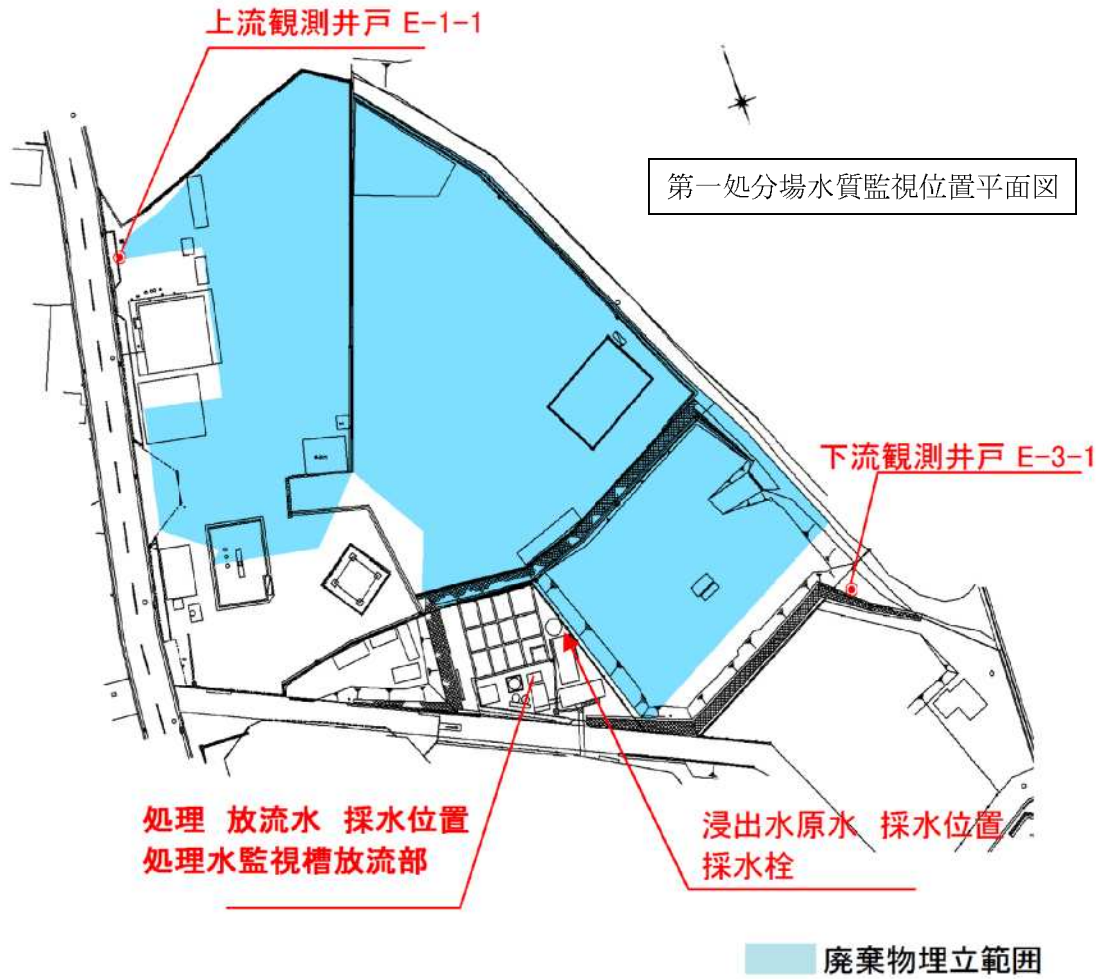 上流観測井戸 E-1-1
第一処分場水質監視位置平面図
下流観測井戸 E-3-1
処理 放流水 採水位置
処理水監視槽放流部
浸出水原水 採水位置
採水栓
廃棄物埋立範囲